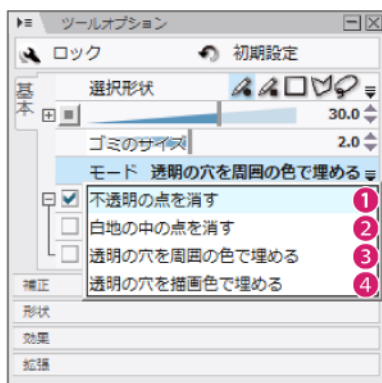 ツールオプション
ロック 初期設定
基本
選択形状
30.0
ゴミのサイズ 2.0
モード 透明の穴を周囲の色で埋める
不透明の点を消す 1
白地の中の点を消す 2
透明の穴を周囲の色で埋める 3
透明の穴を描画色で埋める 4
補正
形状
効果
拡張